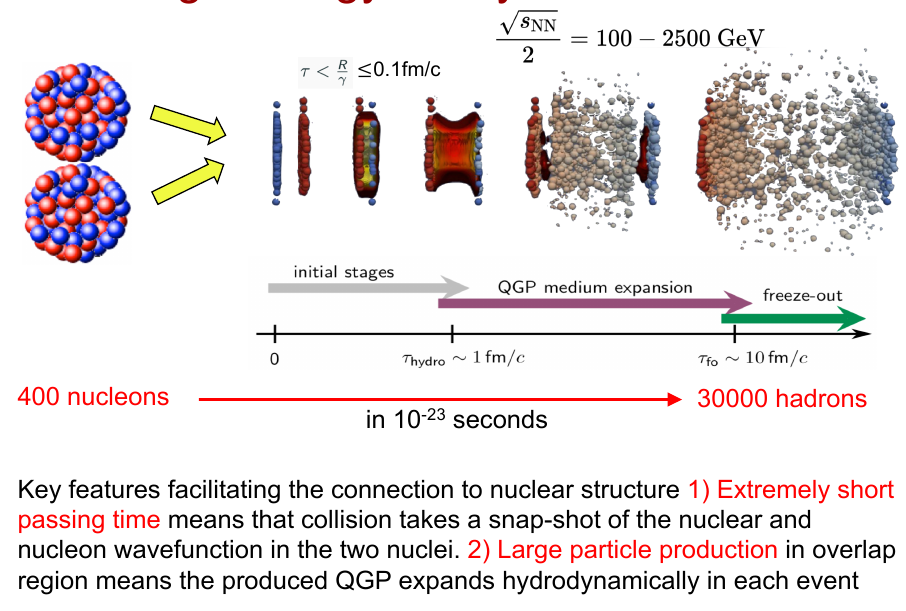 √s_NN/2 = 100 − 2500 GeV
τ < R/γ ≤0.1fm/c
initial stages
QGP medium expansion
freeze-out
0
τ_hydro ∼ 1 fm/c
τ_fo ∼ 10 fm/c
400 nucleons
30000 hadrons
in 10⁻²³ seconds
Key features facilitating the connection to nuclear structure 1) Extremely short
passing time means that collision takes a snap-shot of the nuclear and
nucleon wavefunction in the two nuclei. 2) Large particle production in overlap
region means the produced QGP expands hydrodynamically in each event